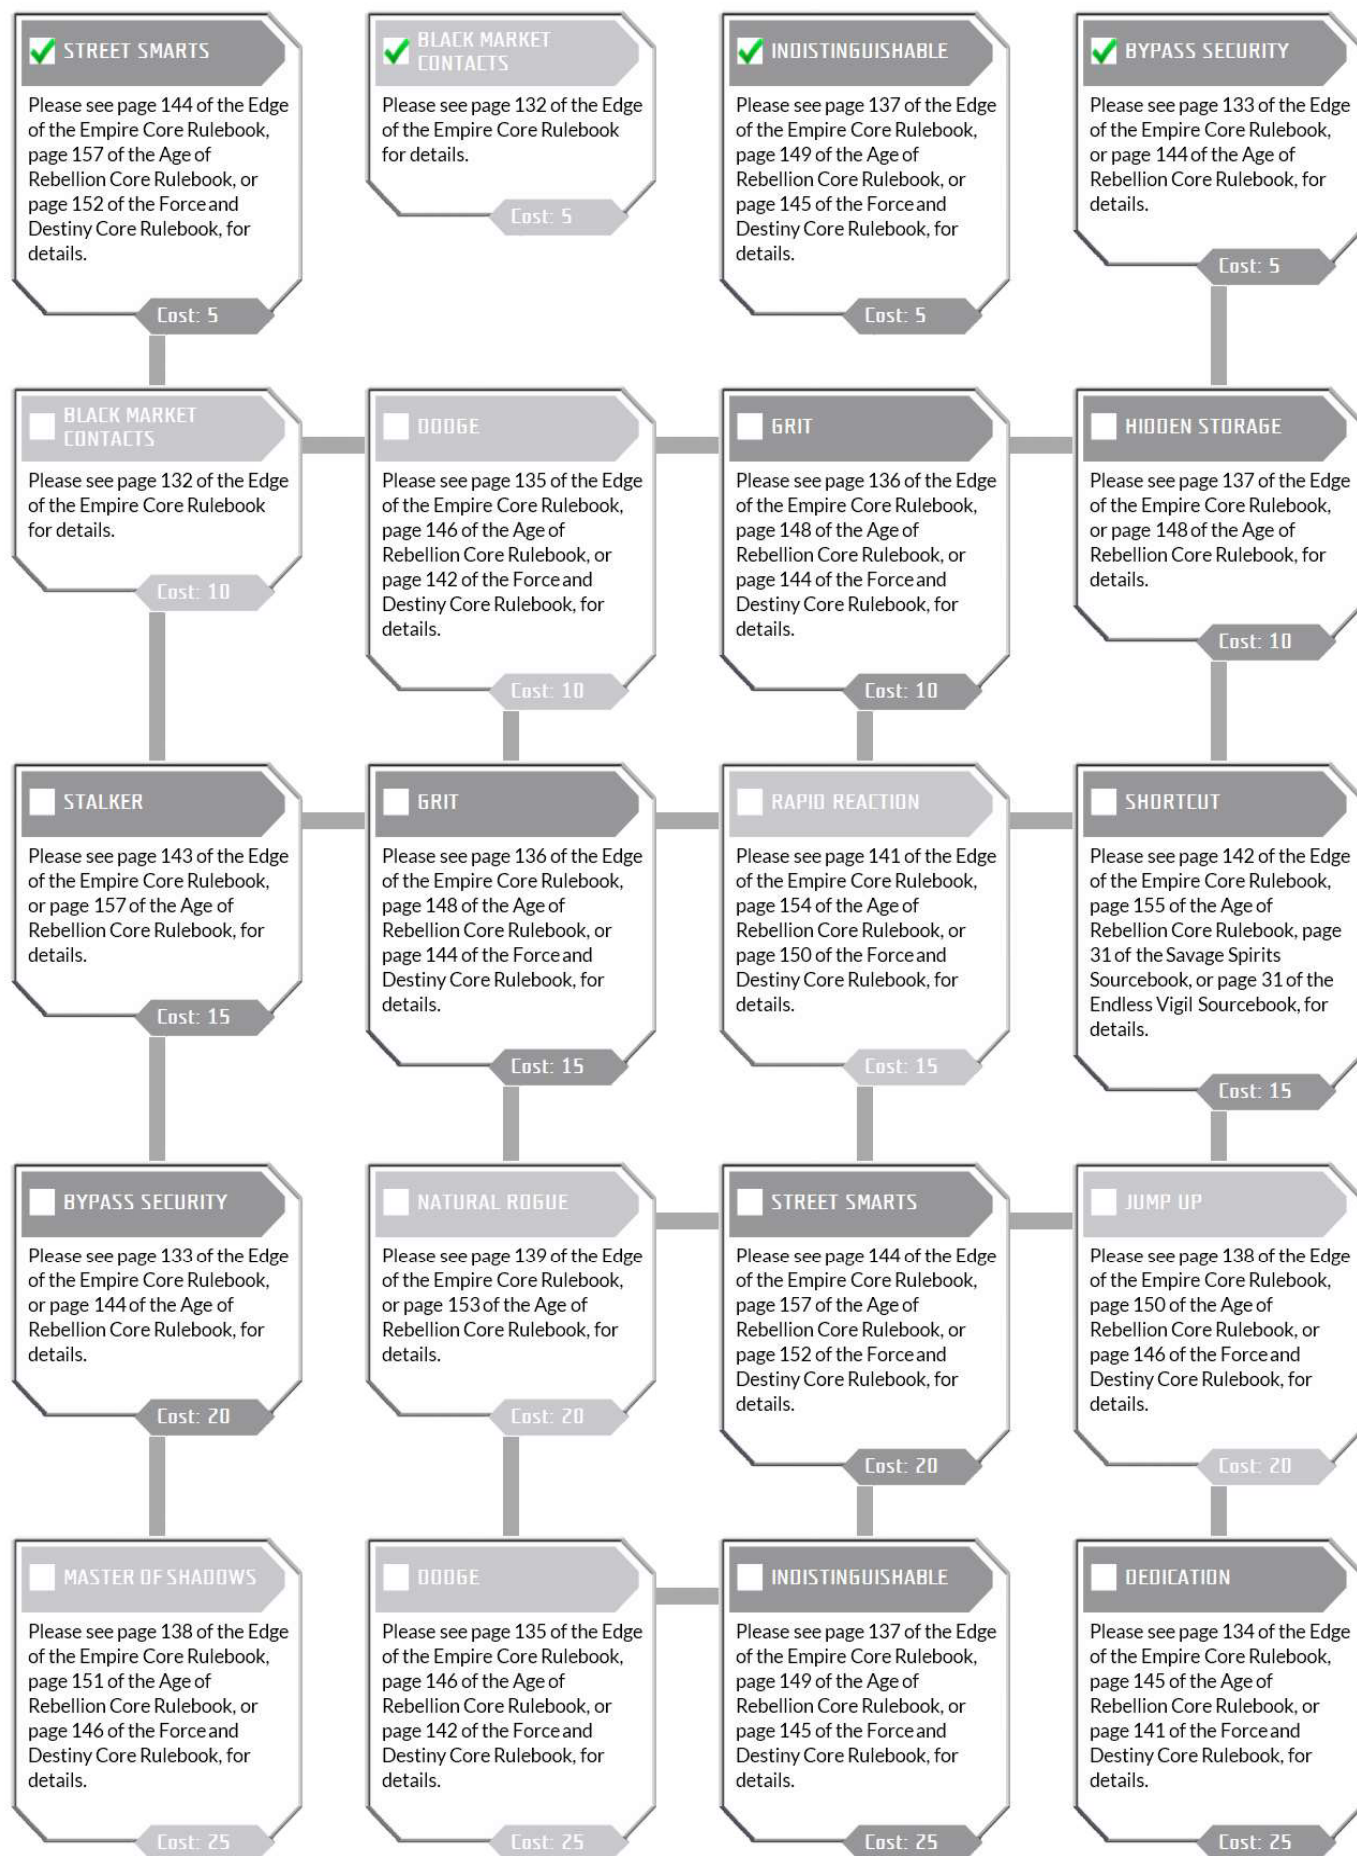 STREET SMARTS
Please see page 144 of the Edge
of the Empire Core Rulebook,
page 157 of the Age of
Rebellion Core Rulebook, or
page 152 of the Force and
Destiny Core Rulebook, for
details.
Cost: 5
BLACK MARKET
CONTACTS
Please see page 132 of the Edge
of the Empire Core Rulebook
for details.
Cost: 5
INDISTINGUISHABLE
Please see page 137 of the Edge
of the Empire Core Rulebook,
page 149 of the Age of
Rebellion Core Rulebook, or
page 145 of the Force and
Destiny Core Rulebook, for
details.
Cost: 5
BYPASS SECURITY
Please see page 133 of the Edge
of the Empire Core Rulebook,
or page 144 of the Age of
Rebellion Core Rulebook, for
details.
Cost: 5
BLACK MARKET
CONTACTS
Please see page 132 of the Edge
of the Empire Core Rulebook
for details.
Cost: 10
DODGE
Please see page 135 of the Edge
of the Empire Core Rulebook,
page 146 of the Age of
Rebellion Core Rulebook, or
page 142 of the Force and
Destiny Core Rulebook, for
details.
Cost: 10
GRIT
Please see page 136 of the Edge
of the Empire Core Rulebook,
page 148 of the Age of
Rebellion Core Rulebook, or
page 144 of the Force and
Destiny Core Rulebook, for
details.
Cost: 10
HIDDEN STORAGE
Please see page 137 of the Edge
of the Empire Core Rulebook,
or page 148 of the Age of
Rebellion Core Rulebook, for
details.
Cost: 10
STALKER
Please see page 143 of the Edge
of the Empire Core Rulebook,
or page 157 of the Age of
Rebellion Core Rulebook, for
details.
Cost: 15
GRIT
Please see page 136 of the Edge
of the Empire Core Rulebook,
page 148 of the Age of
Rebellion Core Rulebook, or
page 144 of the Force and
Destiny Core Rulebook, for
details.
Cost: 15
RAPID REACTION
Please see page 141 of the Edge
of the Empire Core Rulebook,
page 154 of the Age of
Rebellion Core Rulebook, or
page 150 of the Force and
Destiny Core Rulebook, for
details.
Cost: 15
SHORTCUT
Please see page 142 of the Edge
of the Empire Core Rulebook,
page 155 of the Age of
Rebellion Core Rulebook, page
31 of the Savage Spirits
Sourcebook, or page 31 of the
Endless Vigil Sourcebook, for
details.
Cost: 15
BYPASS SECURITY
Please see page 133 of the Edge
of the Empire Core Rulebook,
or page 144 of the Age of
Rebellion Core Rulebook, for
details.
Cost: 20
NATURAL ROGUE
Please see page 139 of the Edge
of the Empire Core Rulebook,
or page 153 of the Age of
Rebellion Core Rulebook, for
details.
Cost: 20
STREET SMARTS
Please see page 144 of the Edge
of the Empire Core Rulebook,
page 157 of the Age of
Rebellion Core Rulebook, or
page 152 of the Force and
Destiny Core Rulebook, for
details.
Cost: 20
JUMP UP
Please see page 138 of the Edge
of the Empire Core Rulebook,
page 150 of the Age of
Rebellion Core Rulebook, or
page 146 of the Force and
Destiny Core Rulebook, for
details.
Cost: 20
MASTER OF SHADOWS
Please see page 138 of the Edge
of the Empire Core Rulebook,
page 151 of the Age of
Rebellion Core Rulebook, or
page 146 of the Force and
Destiny Core Rulebook, for
details.
Cost: 25
DODGE
Please see page 135 of the Edge
of the Empire Core Rulebook,
page 146 of the Age of
Rebellion Core Rulebook, or
page 142 of the Force and
Destiny Core Rulebook, for
details.
Cost: 25
INDISTINGUISHABLE
Please see page 137 of the Edge
of the Empire Core Rulebook,
page 149 of the Age of
Rebellion Core Rulebook, or
page 145 of the Force and
Destiny Core Rulebook, for
details.
Cost: 25
DEDICATION
Please see page 134 of the Edge
of the Empire Core Rulebook,
page 145 of the Age of
Rebellion Core Rulebook, or
page 141 of the Force and
Destiny Core Rulebook, for
details.
Cost: 25